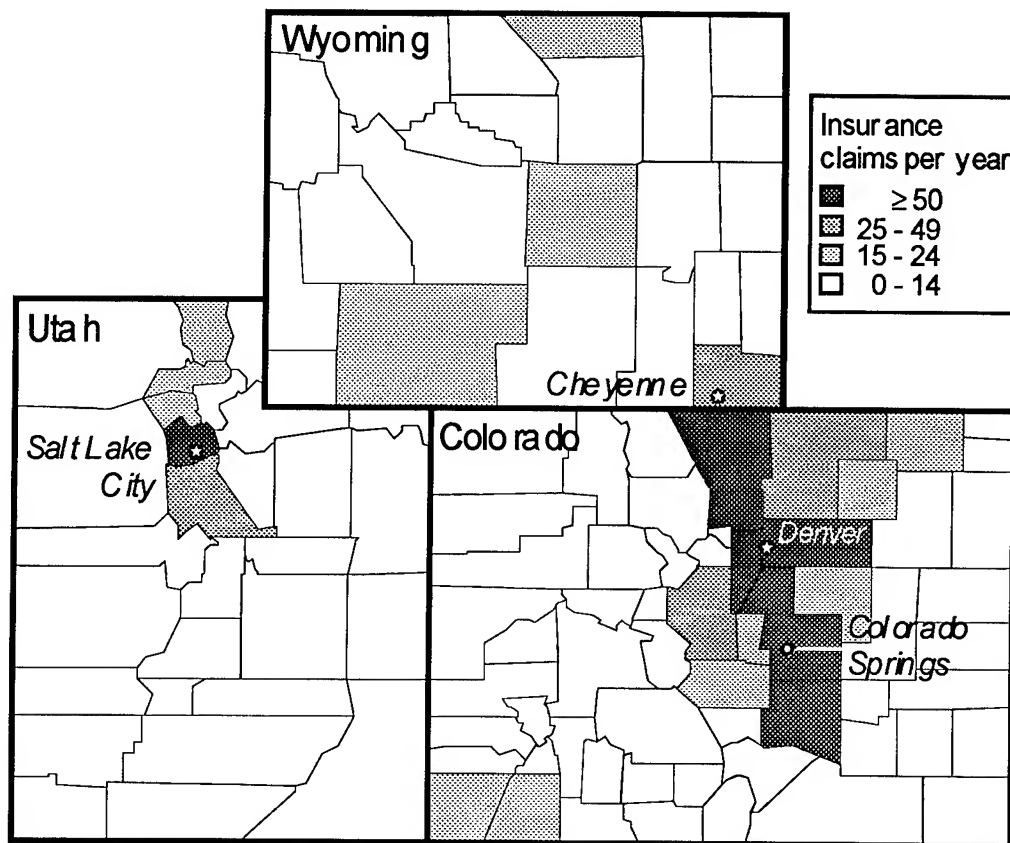 Wyoming
Insurance
claims per year
≥ 50
25 - 49
15 - 24
0 - 14
Utah
Cheyenne
Salt Lake
City
Colorado
Denver
Colorado
Springs